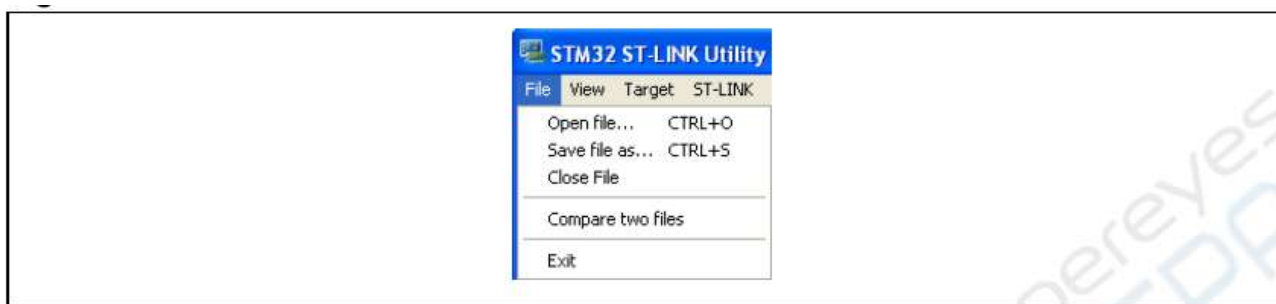 STM32 ST-LINK Utility
File View Target ST-LINK
Open file... CTRL+O
Save file as... CTRL+S
Close File
Compare two files
Exit